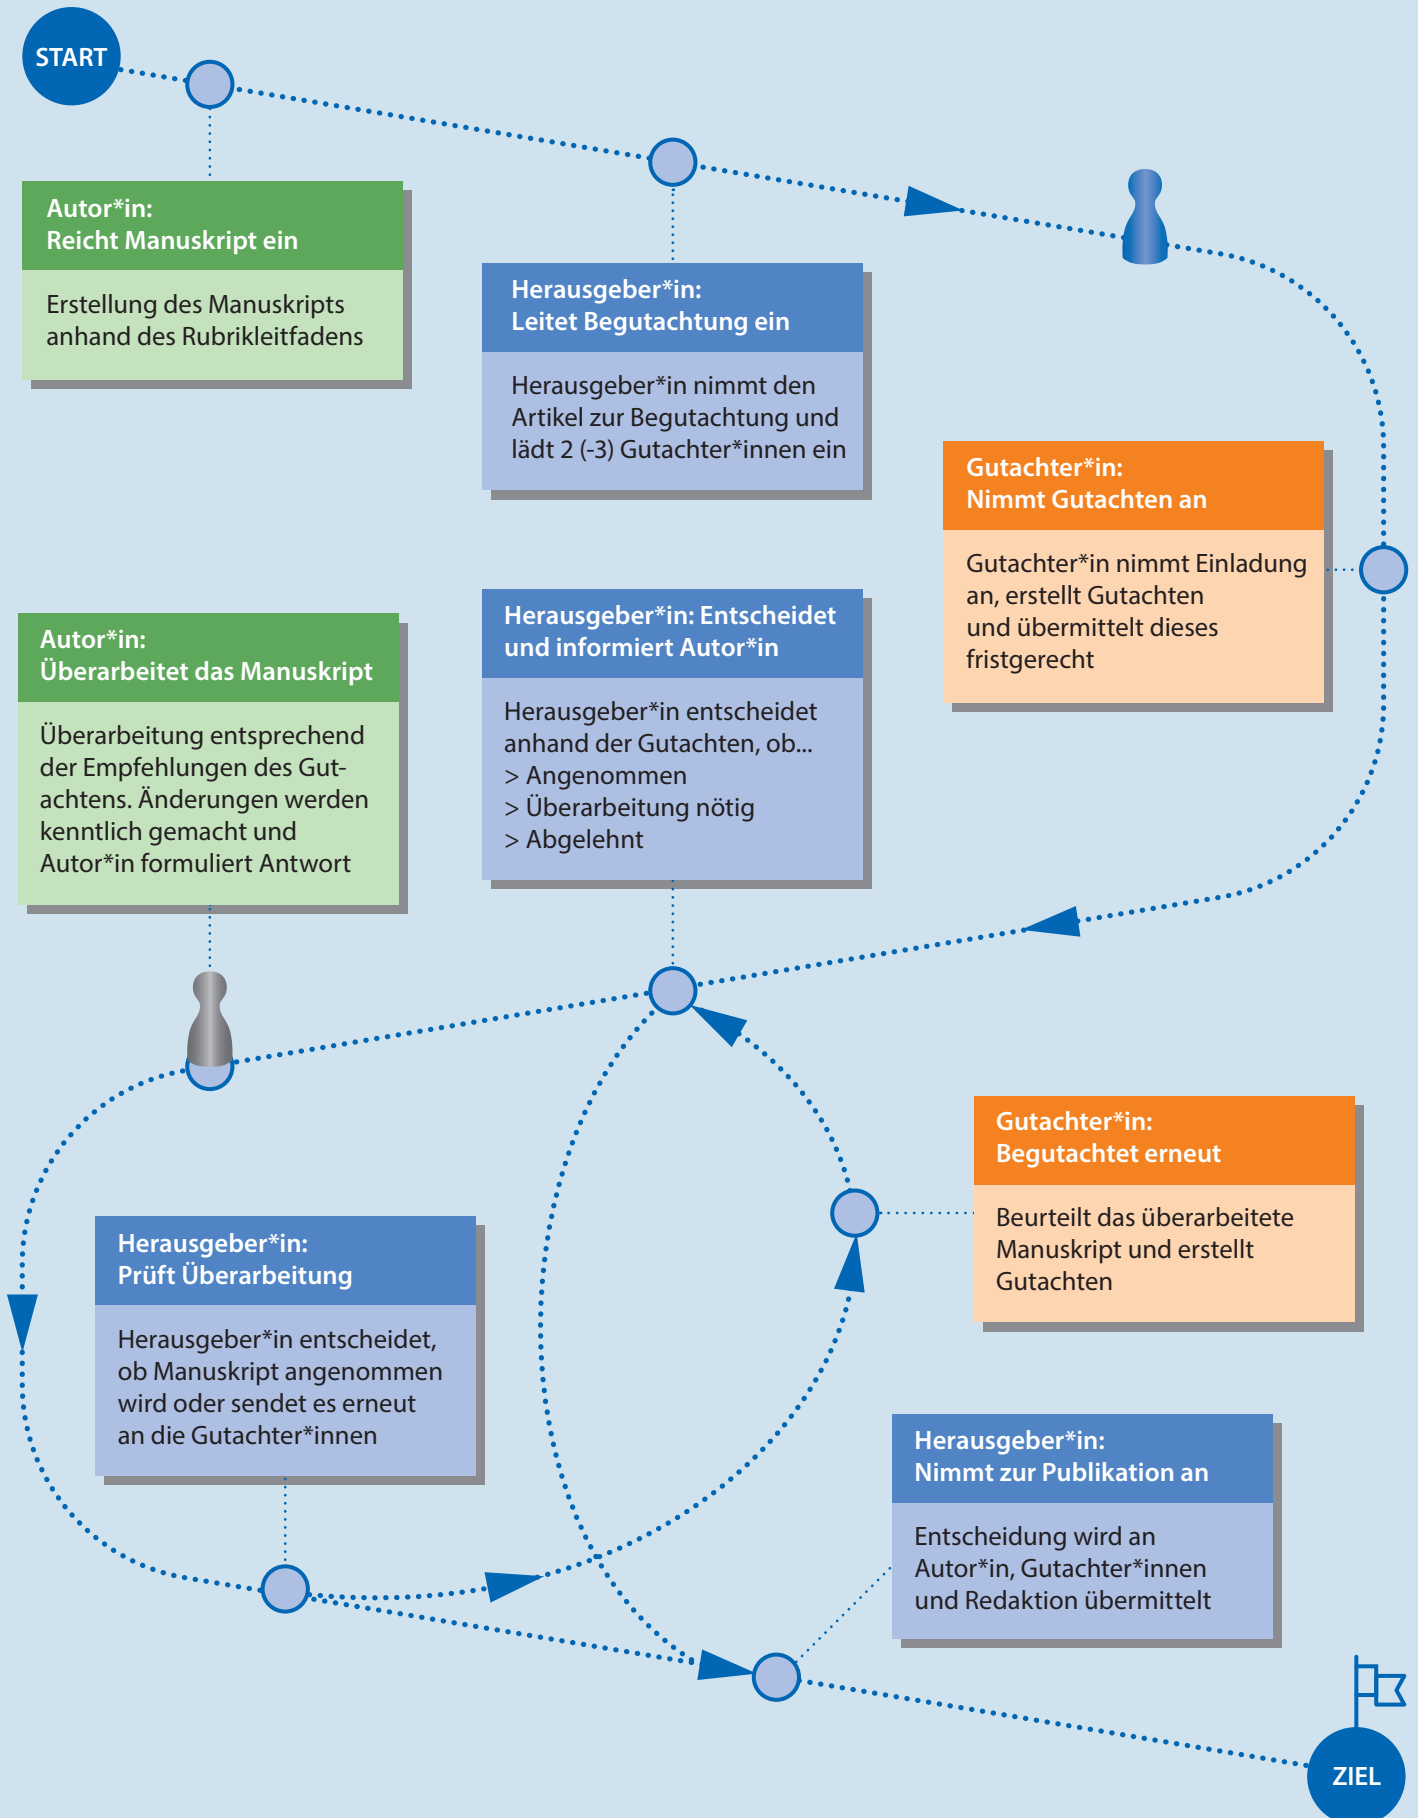 START
Autor*in:
Reicht Manuskript ein
Erstellung des Manuskripts
anhand des Rubrikleitfadens
Herausgeber*in:
Leitet Begutachtung ein
Herausgeber*in nimmt den
Artikel zur Begutachtung und
lädt 2 (-3) Gutachter*innen ein
Gutachter*in:
Nimmt Gutachten an
Gutachter*in nimmt Einladung
an, erstellt Gutachten
und übermittelt dieses
fristgerecht
Herausgeber*in: Entscheidet
und informiert Autor*in
Herausgeber*in entscheidet
anhand der Gutachten, ob...
> Angenommen
> Überarbeitung nötig
> Abgelehnt
Autor*in:
Überarbeitet das Manuskript
Überarbeitung entsprechend
der Empfehlungen des Gut-
achtens. Änderungen werden
kenntlich gemacht und
Autor*in formuliert Antwort
Herausgeber*in:
Prüft Überarbeitung
Herausgeber*in entscheidet,
ob Manuskript angenommen
wird oder sendet es erneut
an die Gutachter*innen
Gutachter*in:
Begutachtet erneut
Beurteilt das überarbeitete
Manuskript und erstellt
Gutachten
Herausgeber*in:
Nimmt zur Publikation an
Entscheidung wird an
Autor*in, Gutachter*innen
und Redaktion übermittelt
ZIEL